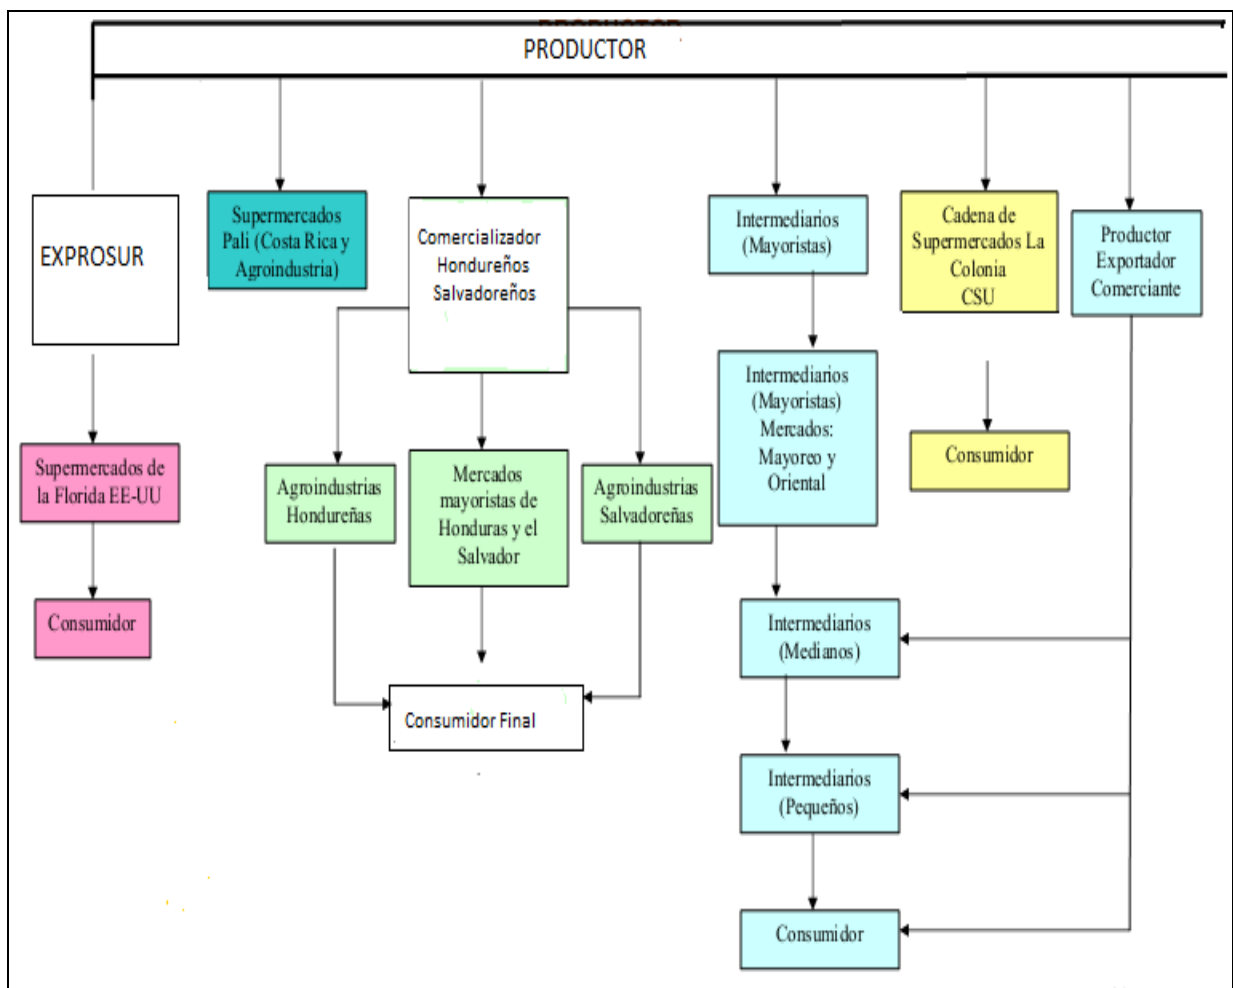 PRODUCTOR
EXPROSUR
Supermercados
Pali (Costa Rica y
Agroindustria)
Comercializador
Hondureños
Salvadoreños
Intermediarios
(Mayoristas)
Cadena de
Supermercados La
Colonia
CSU
Productor
Exportador
Comerciante
Supermercados de
la Florida EE-UU
Agroindustrias
Hondureñas
Mercados
mayoristas de
Honduras y el
Salvador
Agroindustrias
Salvadoreñas
Intermediarios
(Mayoristas)
Mercados:
Mayoreo y
Oriental
Consumidor
Consumidor
Consumidor Final
Intermediarios
(Medianos)
Intermediarios
(Pequeños)
Consumidor